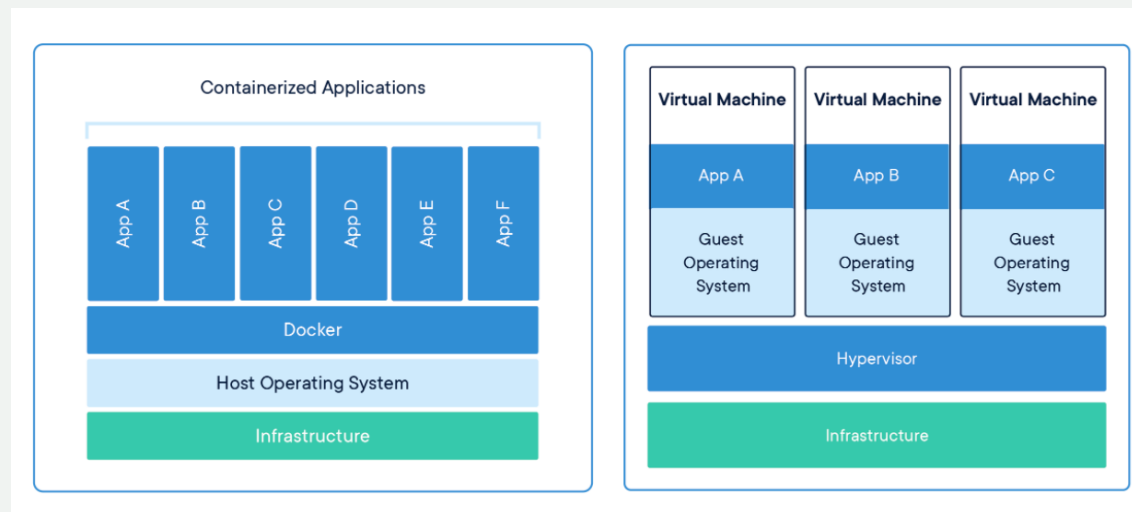 Containerized Applications
App A
App B
App C
App D
App E
App F
Docker
Host Operating System
Infrastructure
Virtual Machine
App A
Guest
Operating
System
Virtual Machine
App B
Guest
Operating
System
Virtual Machine
App C
Guest
Operating
System
Hypervisor
Infrastructure